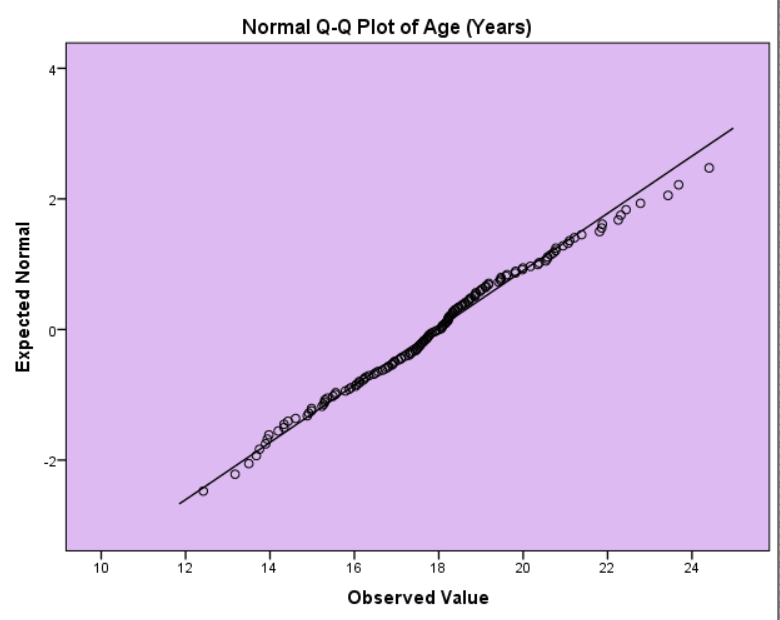 Normal Q-Q Plot of Age (Years)
4
2
0
-2
Expected Normal
10 12 14 16 18 20 22 24
Observed Value